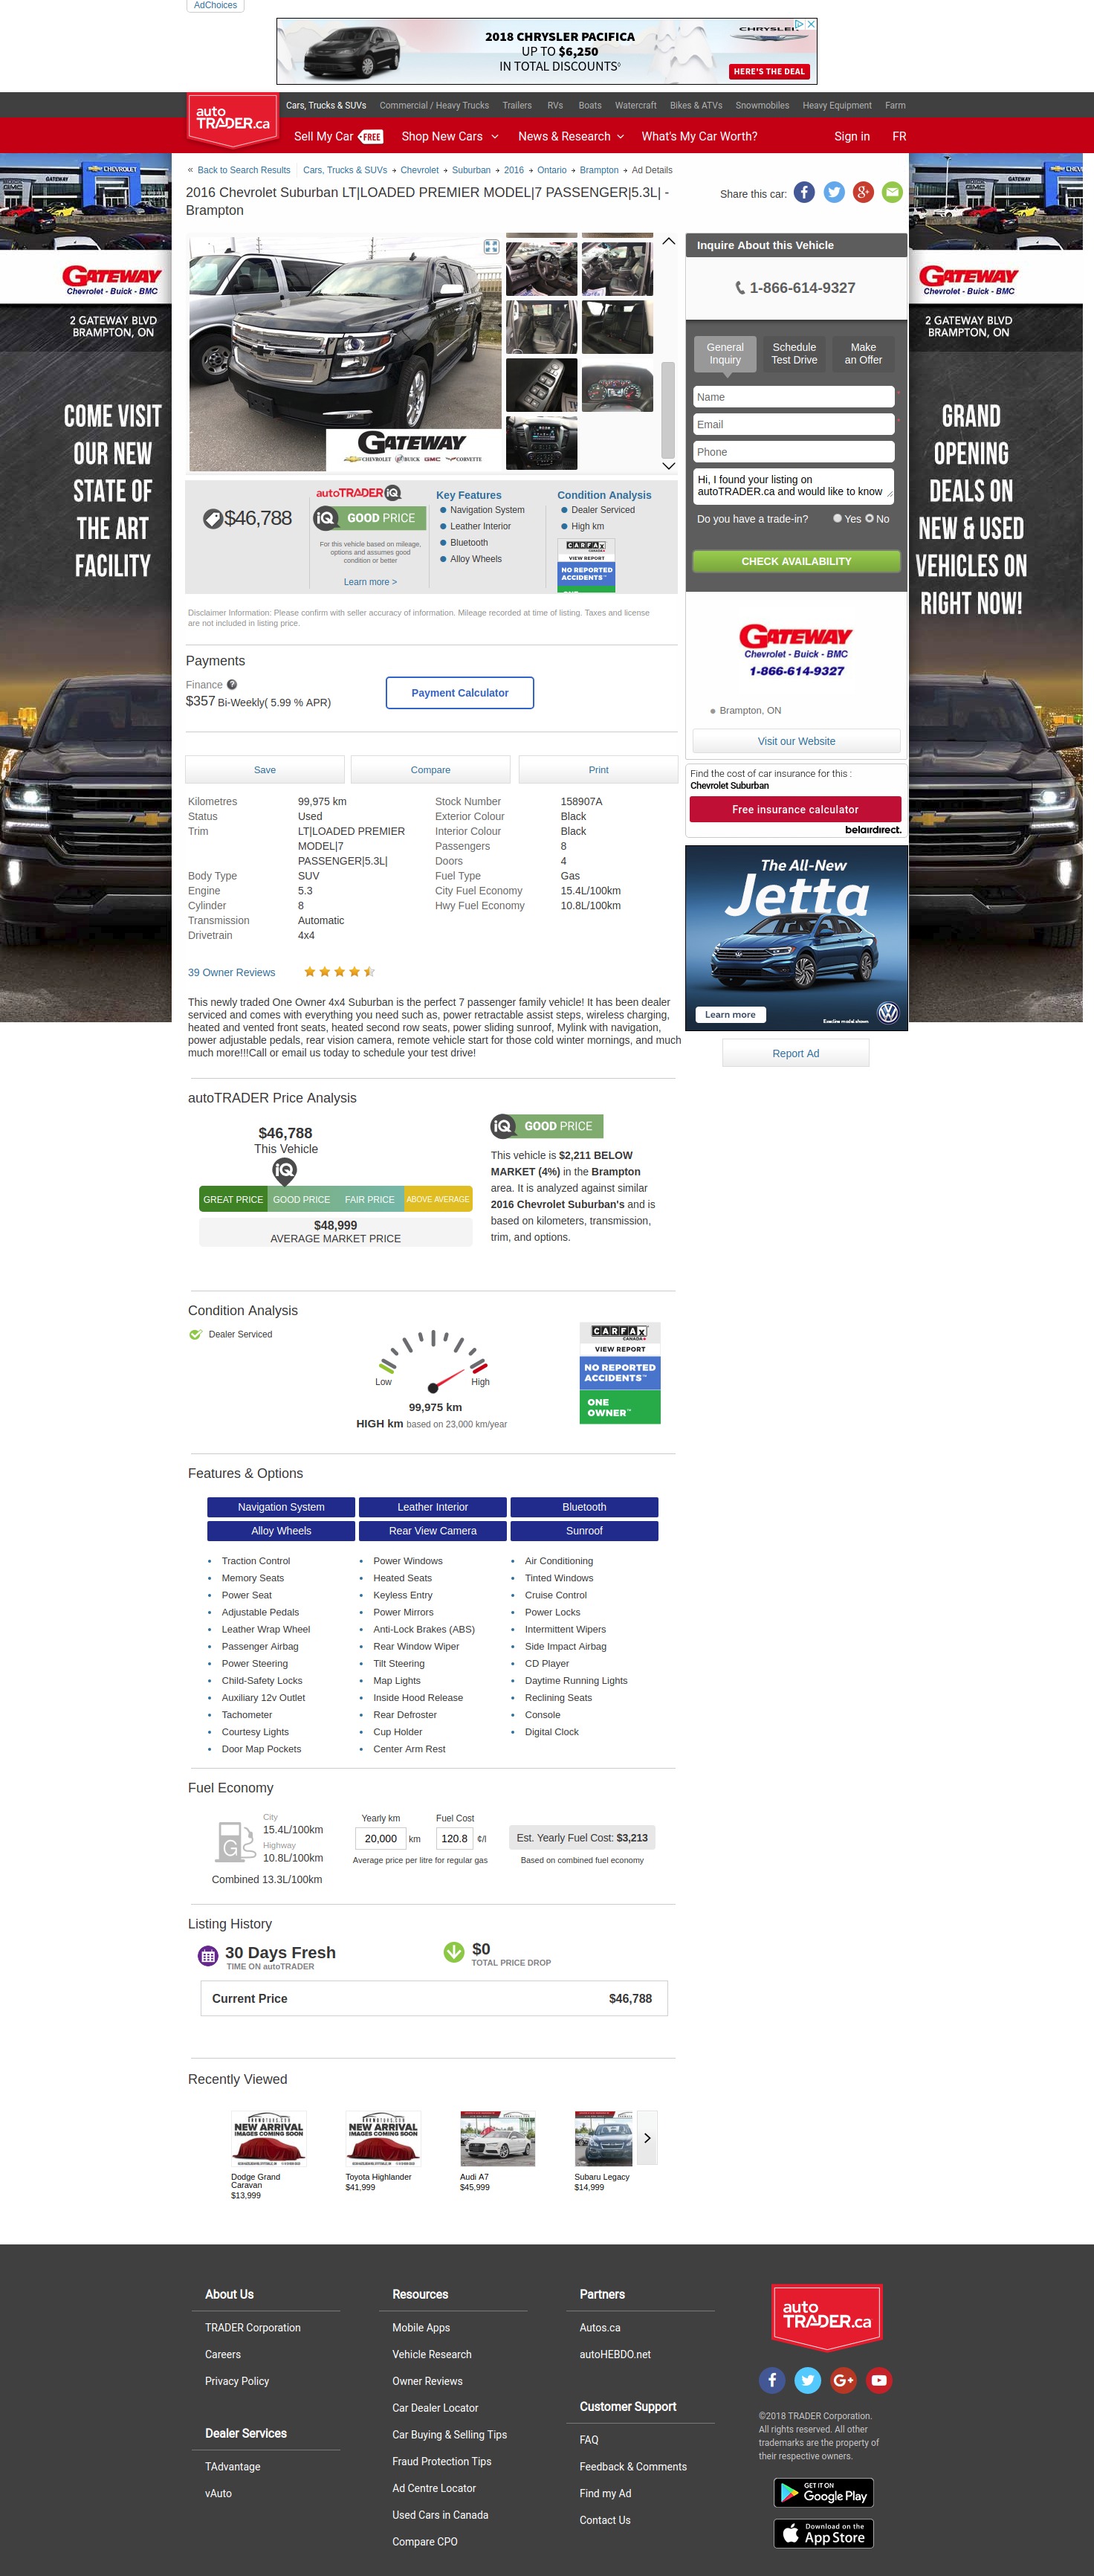 AdChoices
2018 CHRYSLER PACIFICA
UP TO $6,250
IN TOTAL DISCOUNTS◊
CHRYSLER
HERE'S THE DEAL
auto
TRADER.ca
Cars, Trucks & SUVs Commercial / Heavy Trucks Trailers RVs Boats Watercraft Bikes & ATVs Snowmobiles Heavy Equipment Farm
Sell My Car FREE Shop New Cars News & Research What's My Car Worth? Sign in FR
« Back to Search Results Cars, Trucks & SUVs Chevrolet Suburban 2016 Ontario Brampton Ad Details
2016 Chevrolet Suburban LT|LOADED PREMIER MODEL|7 PASSENGER|5.3L| -
Brampton
Share this car:
GATEWAY
Chevrolet - Buick - BMC
2 GATEWAY BLVD
BRAMPTON, ON
COME VISIT
OUR NEW
STATE OF
THE ART
FACILITY
GATEWAY
CHEVROLET BUICK GMC CORVETTE
Inquire About this Vehicle
1-866-614-9327
General
Inquiry
Schedule
Test Drive
Make
an Offer
Name
Email
Phone
Hi, I found your listing on
autoTRADER.ca and would like to know
Do you have a trade-in? Yes No
CHECK AVAILABILITY
GATEWAY
Chevrolet - Buick - BMC
2 GATEWAY BLVD
BRAMPTON, ON
GRAND
OPENING
DEALS ON
NEW & USED
VEHICLES ON
RIGHT NOW!
$46,788
autoTRADER iQ
iQ GOOD PRICE
For this vehicle based on mileage,
options and assumes good
condition or better
Learn more >
Key Features
Navigation System
Leather Interior
Bluetooth
Alloy Wheels
Condition Analysis
Dealer Serviced
High km
CARFAX
CANADA
VIEW REPORT
NO REPORTED
ACCIDENTS™
Disclaimer Information: Please confirm with seller accuracy of information. Mileage recorded at time of listing. Taxes and license
are not included in listing price.
Payments
Finance ?
$357 Bi-Weekly( 5.99 % APR)
Payment Calculator
GATEWAY
Chevrolet - Buick - BMC
1-866-614-9327
Brampton, ON
Visit our Website
Save Compare Print
Find the cost of car insurance for this :
Chevrolet Suburban
Free insurance calculator
belairdirect.
Kilometres 99,975 km Stock Number 158907A
Status Used Exterior Colour Black
Trim LT|LOADED PREMIER Interior Colour Black
MODEL|7 Passengers 8
PASSENGER|5.3L| Doors 4
Body Type SUV Fuel Type Gas
Engine 5.3 City Fuel Economy 15.4L/100km
Cylinder 8 Hwy Fuel Economy 10.8L/100km
Transmission Automatic
Drivetrain 4x4
39 Owner Reviews
The All-New
Jetta
Learn more
Execline model shown
Report Ad
This newly traded One Owner 4x4 Suburban is the perfect 7 passenger family vehicle! It has been dealer
serviced and comes with everything you need such as, power retractable assist steps, wireless charging,
heated and vented front seats, heated second row seats, power sliding sunroof, Mylink with navigation,
power adjustable pedals, rear vision camera, remote vehicle start for those cold winter mornings, and much
much more!!!Call or email us today to schedule your test drive!
autoTRADER Price Analysis
$46,788
This Vehicle
iQ
GREAT PRICE GOOD PRICE FAIR PRICE ABOVE AVERAGE
$48,999
AVERAGE MARKET PRICE
iQ GOOD PRICE
This vehicle is $2,211 BELOW
MARKET (4%) in the Brampton
area. It is analyzed against similar
2016 Chevrolet Suburban's and is
based on kilometers, transmission,
trim, and options.
Condition Analysis
Dealer Serviced
Low High
99,975 km
HIGH km based on 23,000 km/year
CARFAX
CANADA
VIEW REPORT
NO REPORTED
ACCIDENTS™
ONE
OWNER™
Features & Options
Navigation System Leather Interior Bluetooth
Alloy Wheels Rear View Camera Sunroof
Traction Control Power Windows Air Conditioning
Memory Seats Heated Seats Tinted Windows
Power Seat Keyless Entry Cruise Control
Adjustable Pedals Power Mirrors Power Locks
Leather Wrap Wheel Anti-Lock Brakes (ABS) Intermittent Wipers
Passenger Airbag Rear Window Wiper Side Impact Airbag
Power Steering Tilt Steering CD Player
Child-Safety Locks Map Lights Daytime Running Lights
Auxiliary 12v Outlet Inside Hood Release Reclining Seats
Tachometer Rear Defroster Console
Courtesy Lights Cup Holder Digital Clock
Door Map Pockets Center Arm Rest
Fuel Economy
G
City
15.4L/100km
Highway
10.8L/100km
Combined 13.3L/100km
Yearly km Fuel Cost
20,000 km 120.8 ¢/l
Average price per litre for regular gas
Est. Yearly Fuel Cost: $3,213
Based on combined fuel economy
Listing History
30 Days Fresh
TIME ON autoTRADER
$0
TOTAL PRICE DROP
Current Price $46,788
Recently Viewed
NEW ARRIVAL
IMAGES COMING SOON
Dodge Grand
Caravan
$13,999
NEW ARRIVAL
IMAGES COMING SOON
Toyota Highlander
$41,999
Audi A7
$45,999
Subaru Legacy
$14,999
About Us
TRADER Corporation
Careers
Privacy Policy
Dealer Services
TAdvantage
vAuto
Resources
Mobile Apps
Vehicle Research
Owner Reviews
Car Dealer Locator
Car Buying & Selling Tips
Fraud Protection Tips
Ad Centre Locator
Used Cars in Canada
Compare CPO
Partners
Autos.ca
autoHEBDO.net
Customer Support
FAQ
Feedback & Comments
Find my Ad
Contact Us
auto
TRADER.ca
©2018 TRADER Corporation.
All rights reserved. All other
trademarks are the property of
their respective owners.
GET IT ON
Google Play
Download on the
App Store